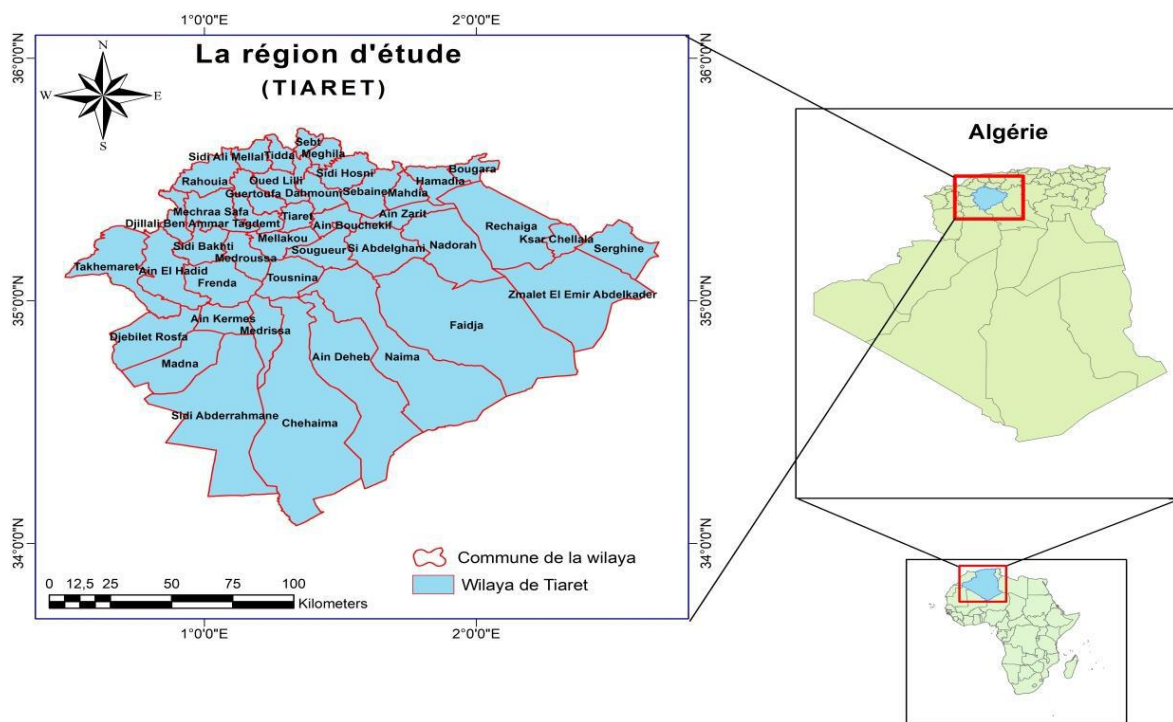 1°0'0"E
2°0'0"E
36°0'0"N
36°0'0"N
La région d'étude
(TIARET)
N
W
E
S
Sebt
Sidi Ali Mellal
Tidda
Meghila
Sidi Hosni
Bougara
Rahouia
Oued Lilli
Hamadia
Guertoufa
Dahmouni
Sebaine
Mahdia
Mechraa Safa
Tiaret
Ain Zarit
Djillali Ben Ammar
Tagdemt
Ain Bouchekif
Rechaiga
Sidi Bakhti
Mellakou
Ksar Chellala
Medroussa
Sougueur
Si Abdelghani
Nadorah
Serghine
Takhemaret
Ain El Hadid
Frenda
Tousnina
Zmalet El Emir Abdelkader
Ain Kermes
Medrissa
Faidja
Djebilet Rosfa
Ain Deheb
Naima
Madna
Sidi Abderrahmane
Chehaima
35°0'0"N
35°0'0"N
34°0'0"N
34°0'0"N
Commune de la wilaya
Wilaya de Tiaret
0 12,5 25 50 75 100
Kilometers
1°0'0"E
2°0'0"E
Algérie